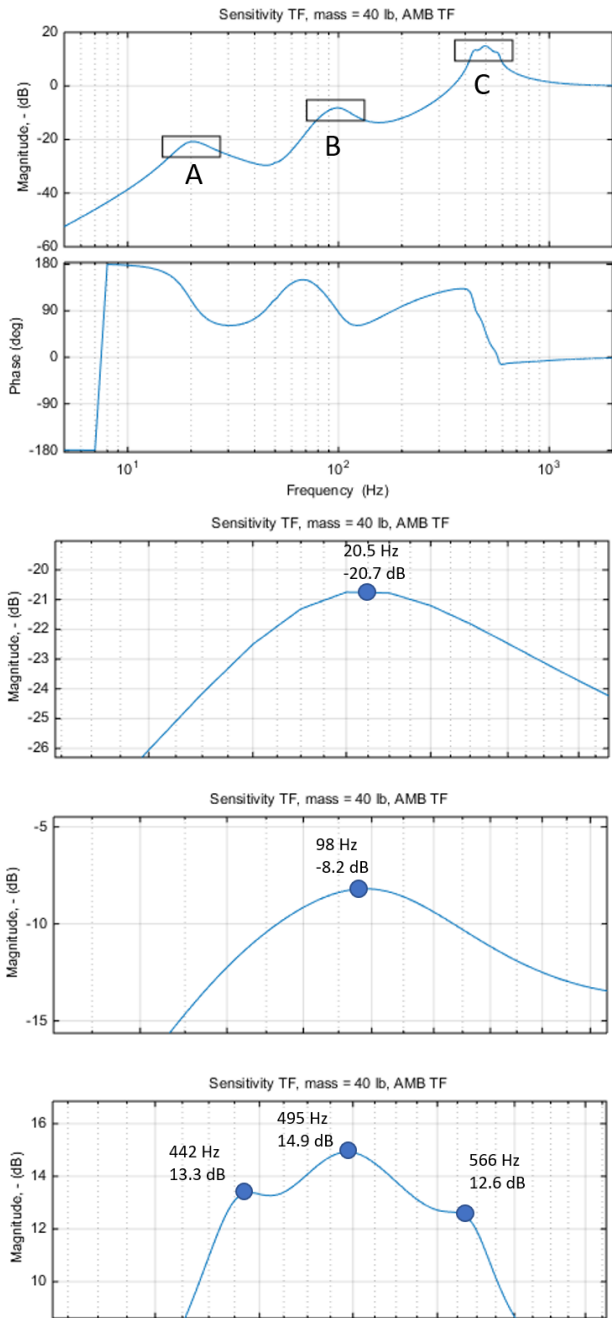 Sensitivity TF, mass = 40 lb, AMB TF
20
0
-20
-40
-60
Magnitude, - (dB)
A
B
C
180
90
0
-90
-180
Phase (deg)
10^1
10^2
10^3
Frequency (Hz)
Sensitivity TF, mass = 40 lb, AMB TF
20.5 Hz
-20.7 dB
-20
-21
-22
-23
-24
-25
-26
Magnitude, - (dB)
Sensitivity TF, mass = 40 lb, AMB TF
98 Hz
-8.2 dB
-5
-10
-15
Magnitude, - (dB)
Sensitivity TF, mass = 40 lb, AMB TF
442 Hz
13.3 dB
495 Hz
14.9 dB
566 Hz
12.6 dB
16
14
12
10
Magnitude, - (dB)